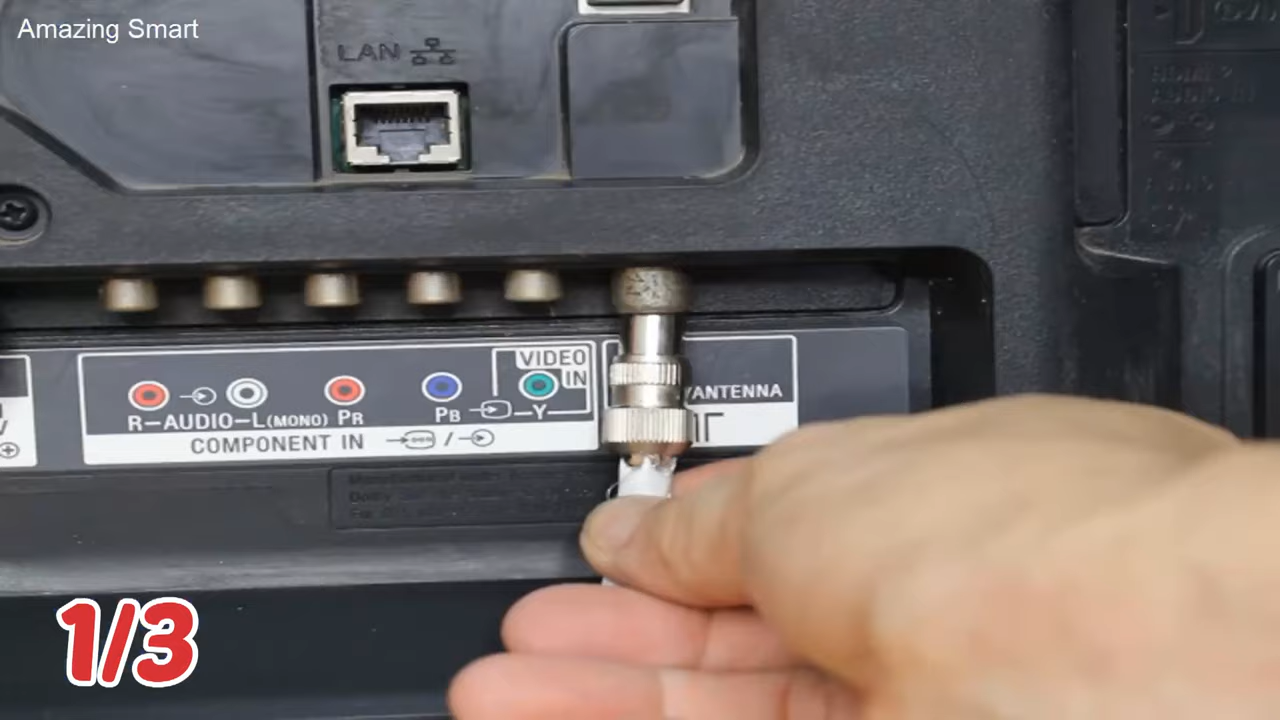 Amazing Smart
LAN
VIDEO
IN
/ANTENNA
R-AUDIO-L(MONO) PR
PB
Y
COMPONENT IN
/
1/3